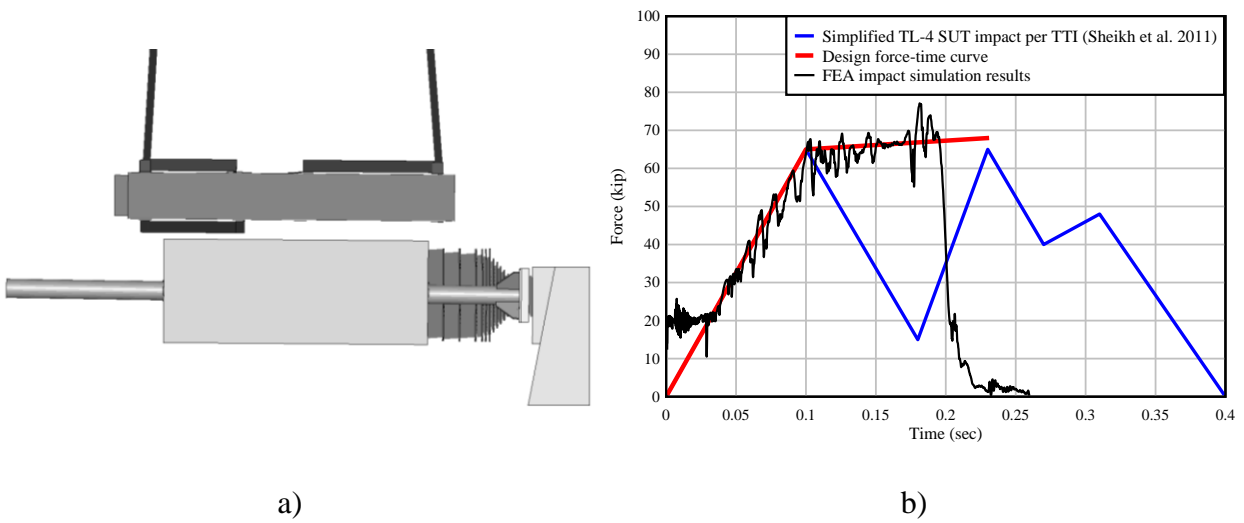 100
90
80
70
60
50
40
30
20
10
0
Force (kip)
Simplified TL-4 SUT impact per TTI (Sheikh et al. 2011)
Design force-time curve
FEA impact simulation results
0 0.05 0.1 0.15 0.2 0.25 0.3 0.35 0.4
Time (sec)
a) b)